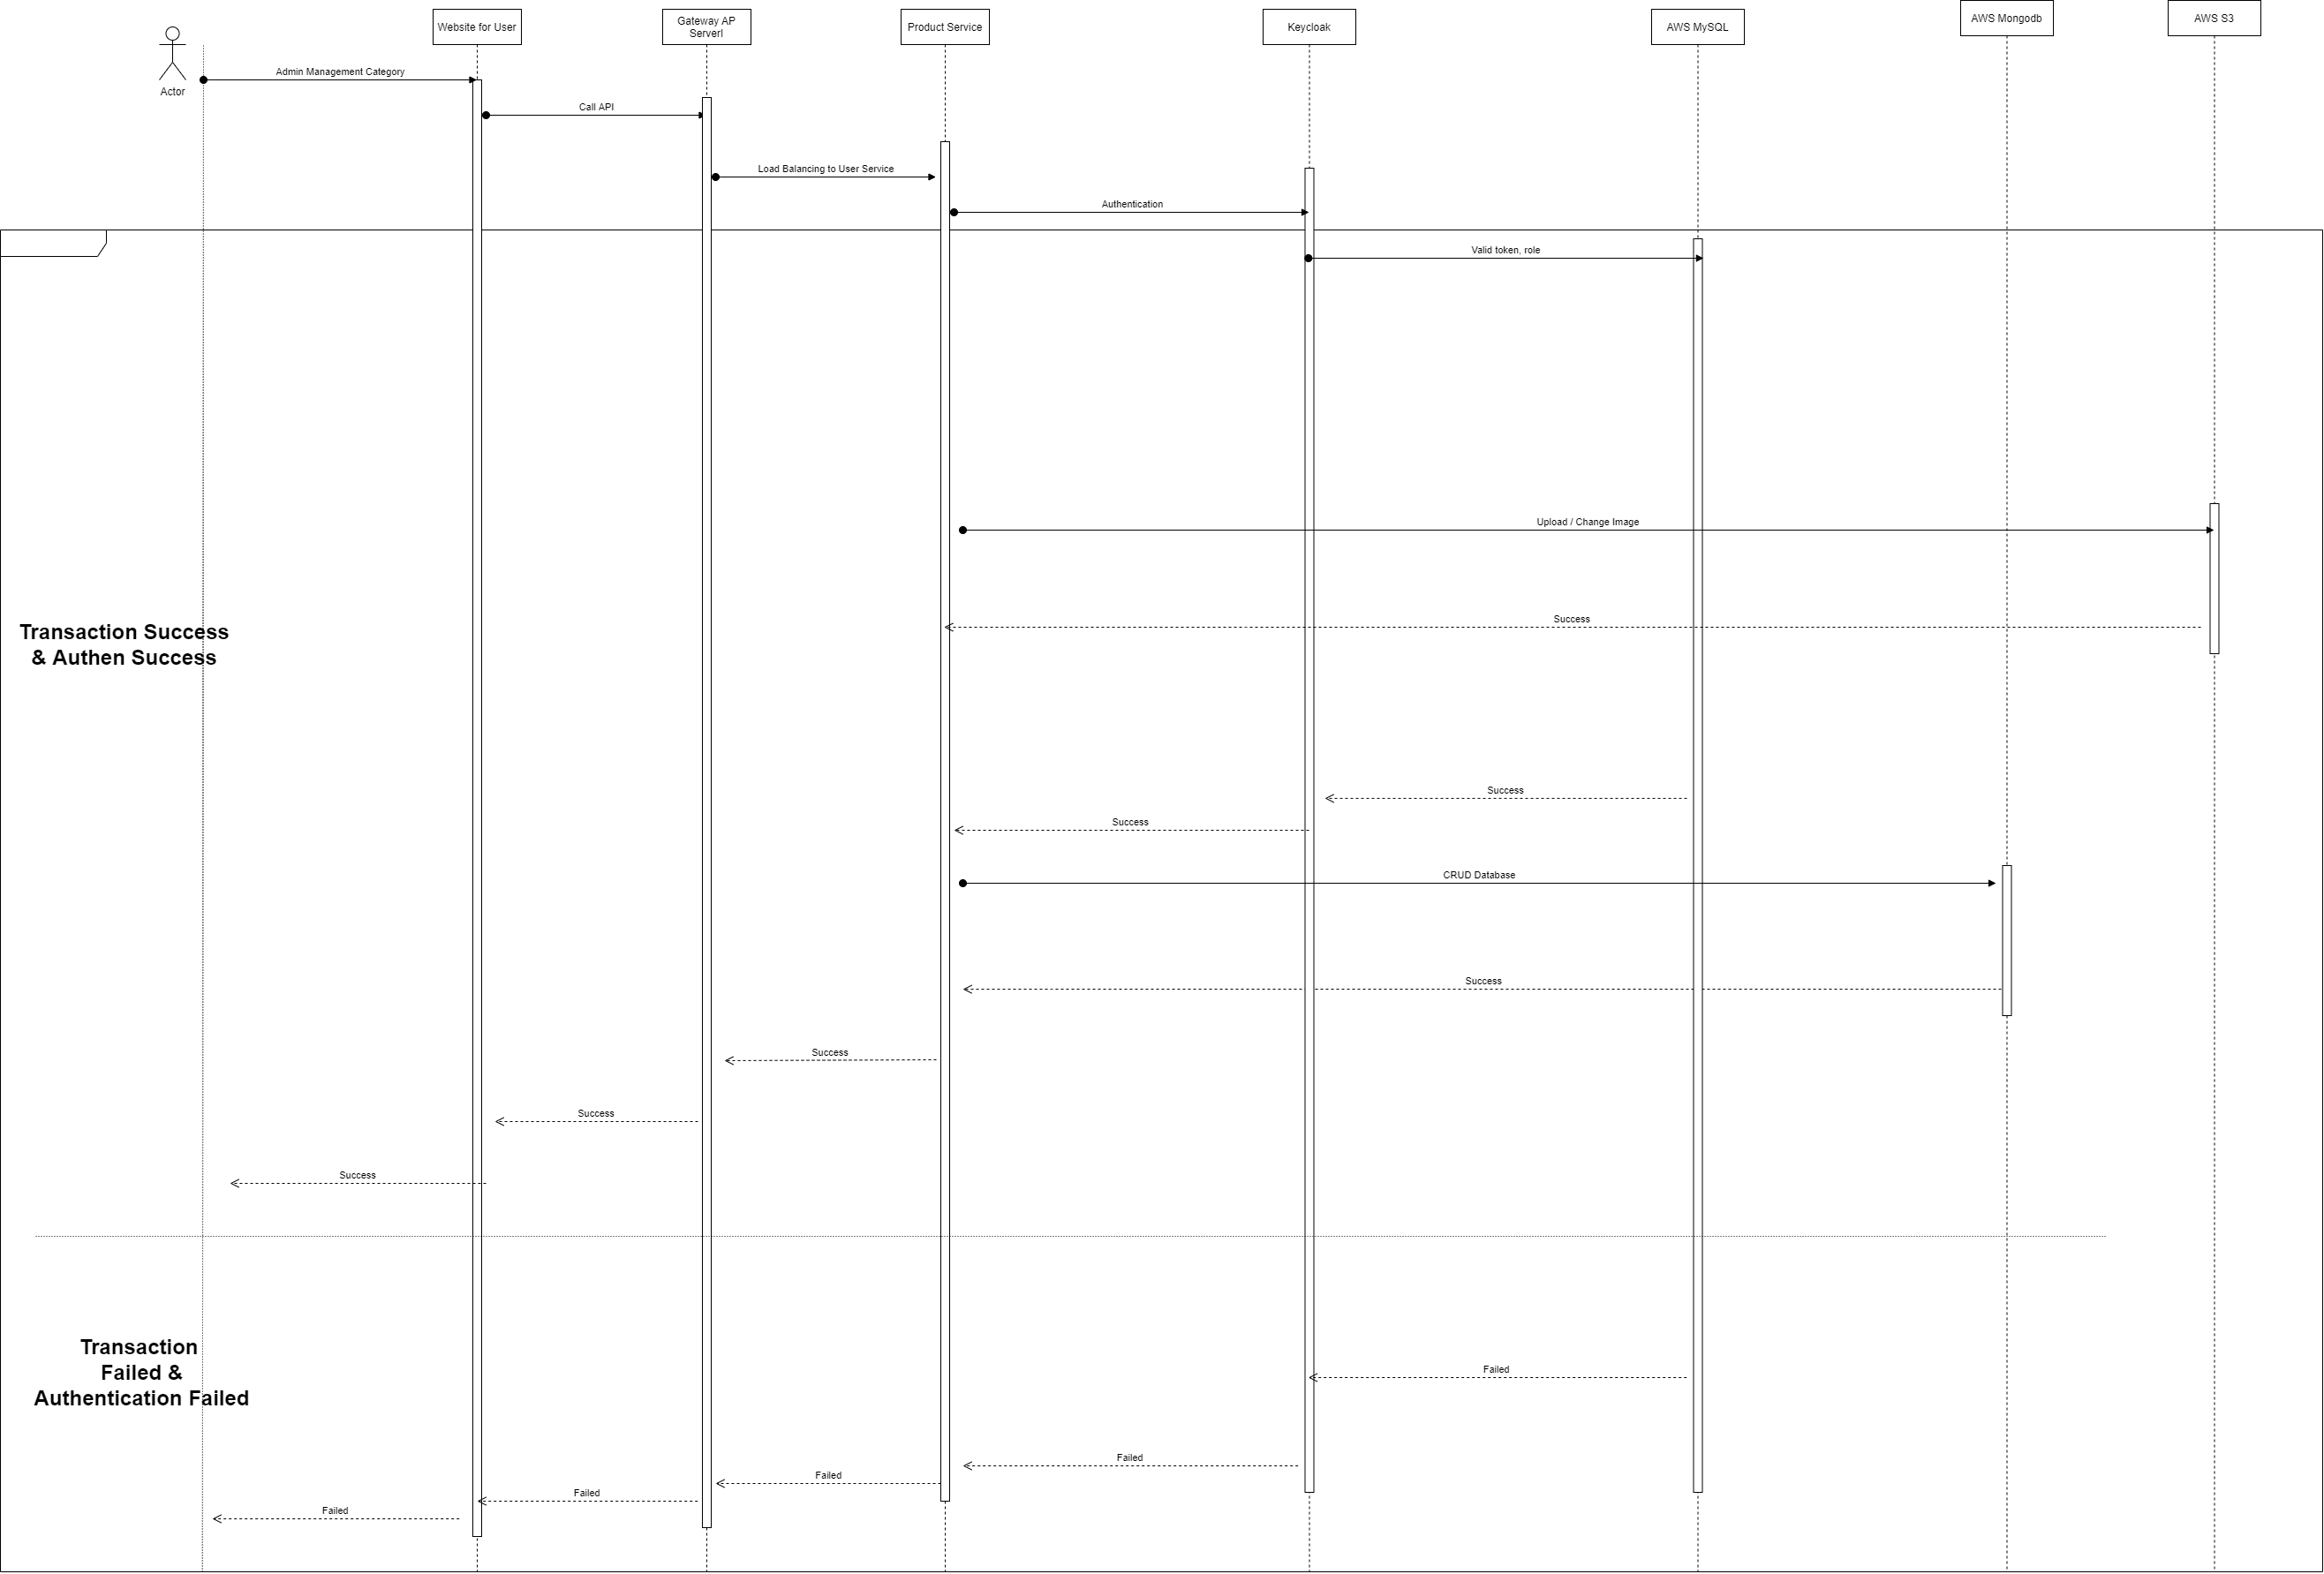 AWS Mongodb
AWS S3
Website for User
Gateway AP
ServerI
Product Service
Keycloak
AWS MySQL
Actor
Admin Management Category
Call API
Load Balancing to User Service
Authentication
Valid token, role
Upload / Change Image
Success
Transaction Success
& Authen Success
Success
Success
CRUD Database
Success
Success
Success
Success
Transaction
Failed &
Authentication Failed
Failed
Failed
Failed
Failed
Failed